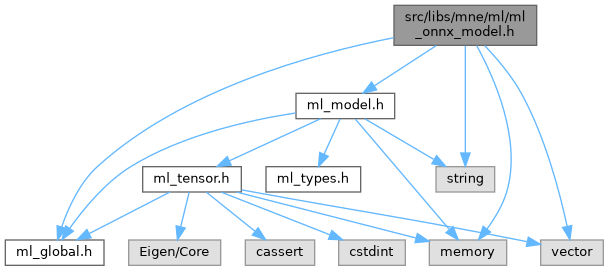 src/libs/mne/ml/ml
_onnx_model.h
ml_model.h
ml_tensor.h
ml_types.h
string
ml_global.h
Eigen/Core
cassert
cstdint
memory
vector